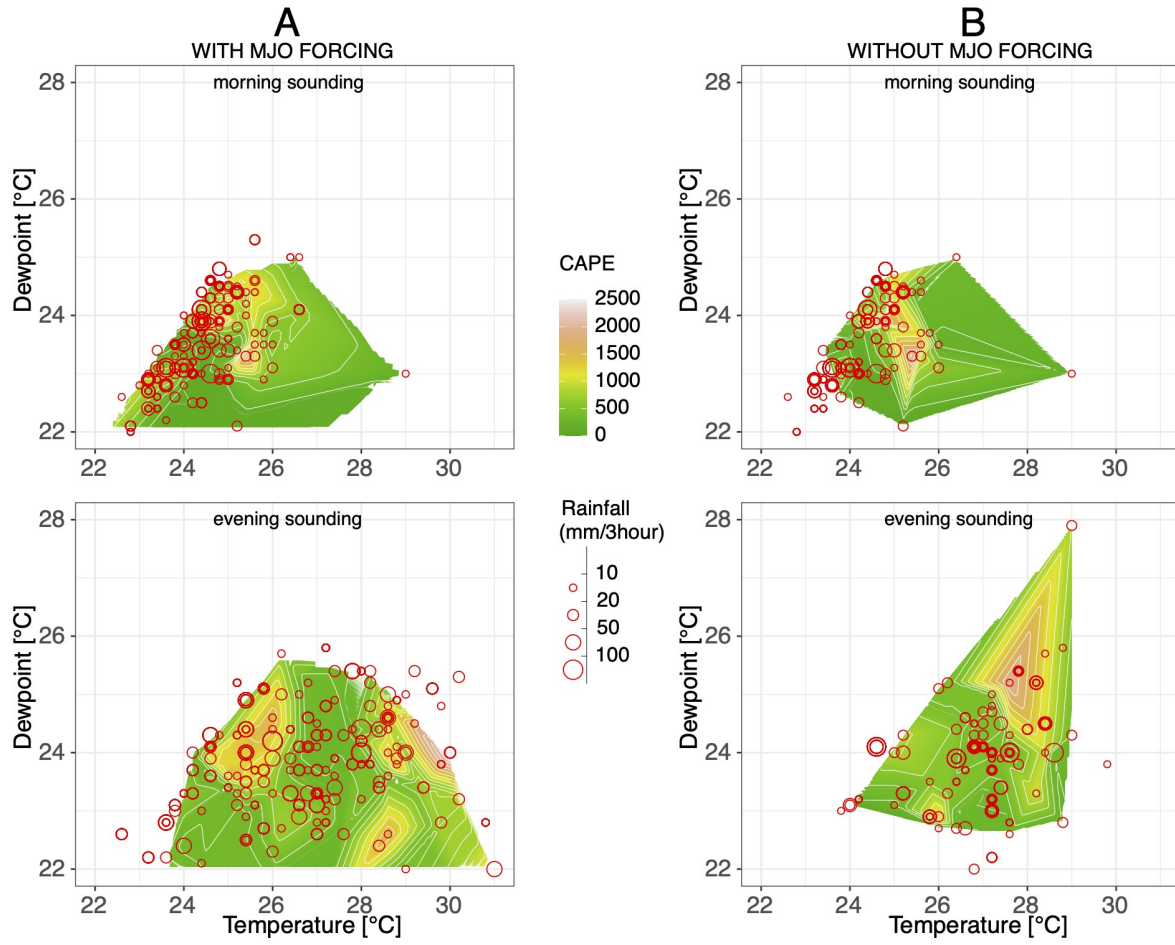 A
WITH MJO FORCING
morning sounding
28
26
24
22
22 24 26 28 30
Dewpoint [°C]
B
WITHOUT MJO FORCING
morning sounding
28
26
24
22
22 24 26 28 30
Dewpoint [°C]
CAPE
2500
2000
1500
1000
500
0
Rainfall
(mm/3hour)
10
20
50
100
evening sounding
28
26
24
22
22 24 26 28 30
Dewpoint [°C]
Temperature [°C]
evening sounding
28
26
24
22
22 24 26 28 30
Dewpoint [°C]
Temperature [°C]